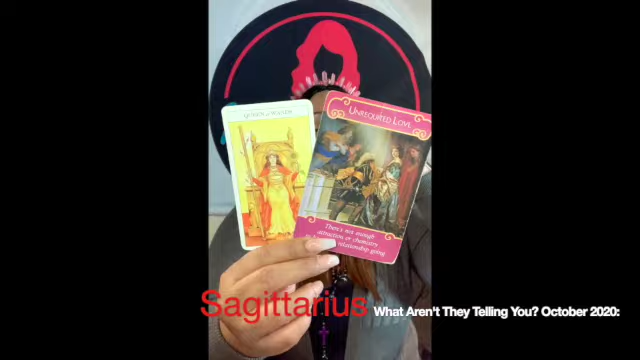 QUEEN of WANDS
UNREQUITED LOVE
There's not enough
attraction or chemistry
relationship going
Sagittarius What Aren't They Telling You? October 2020: